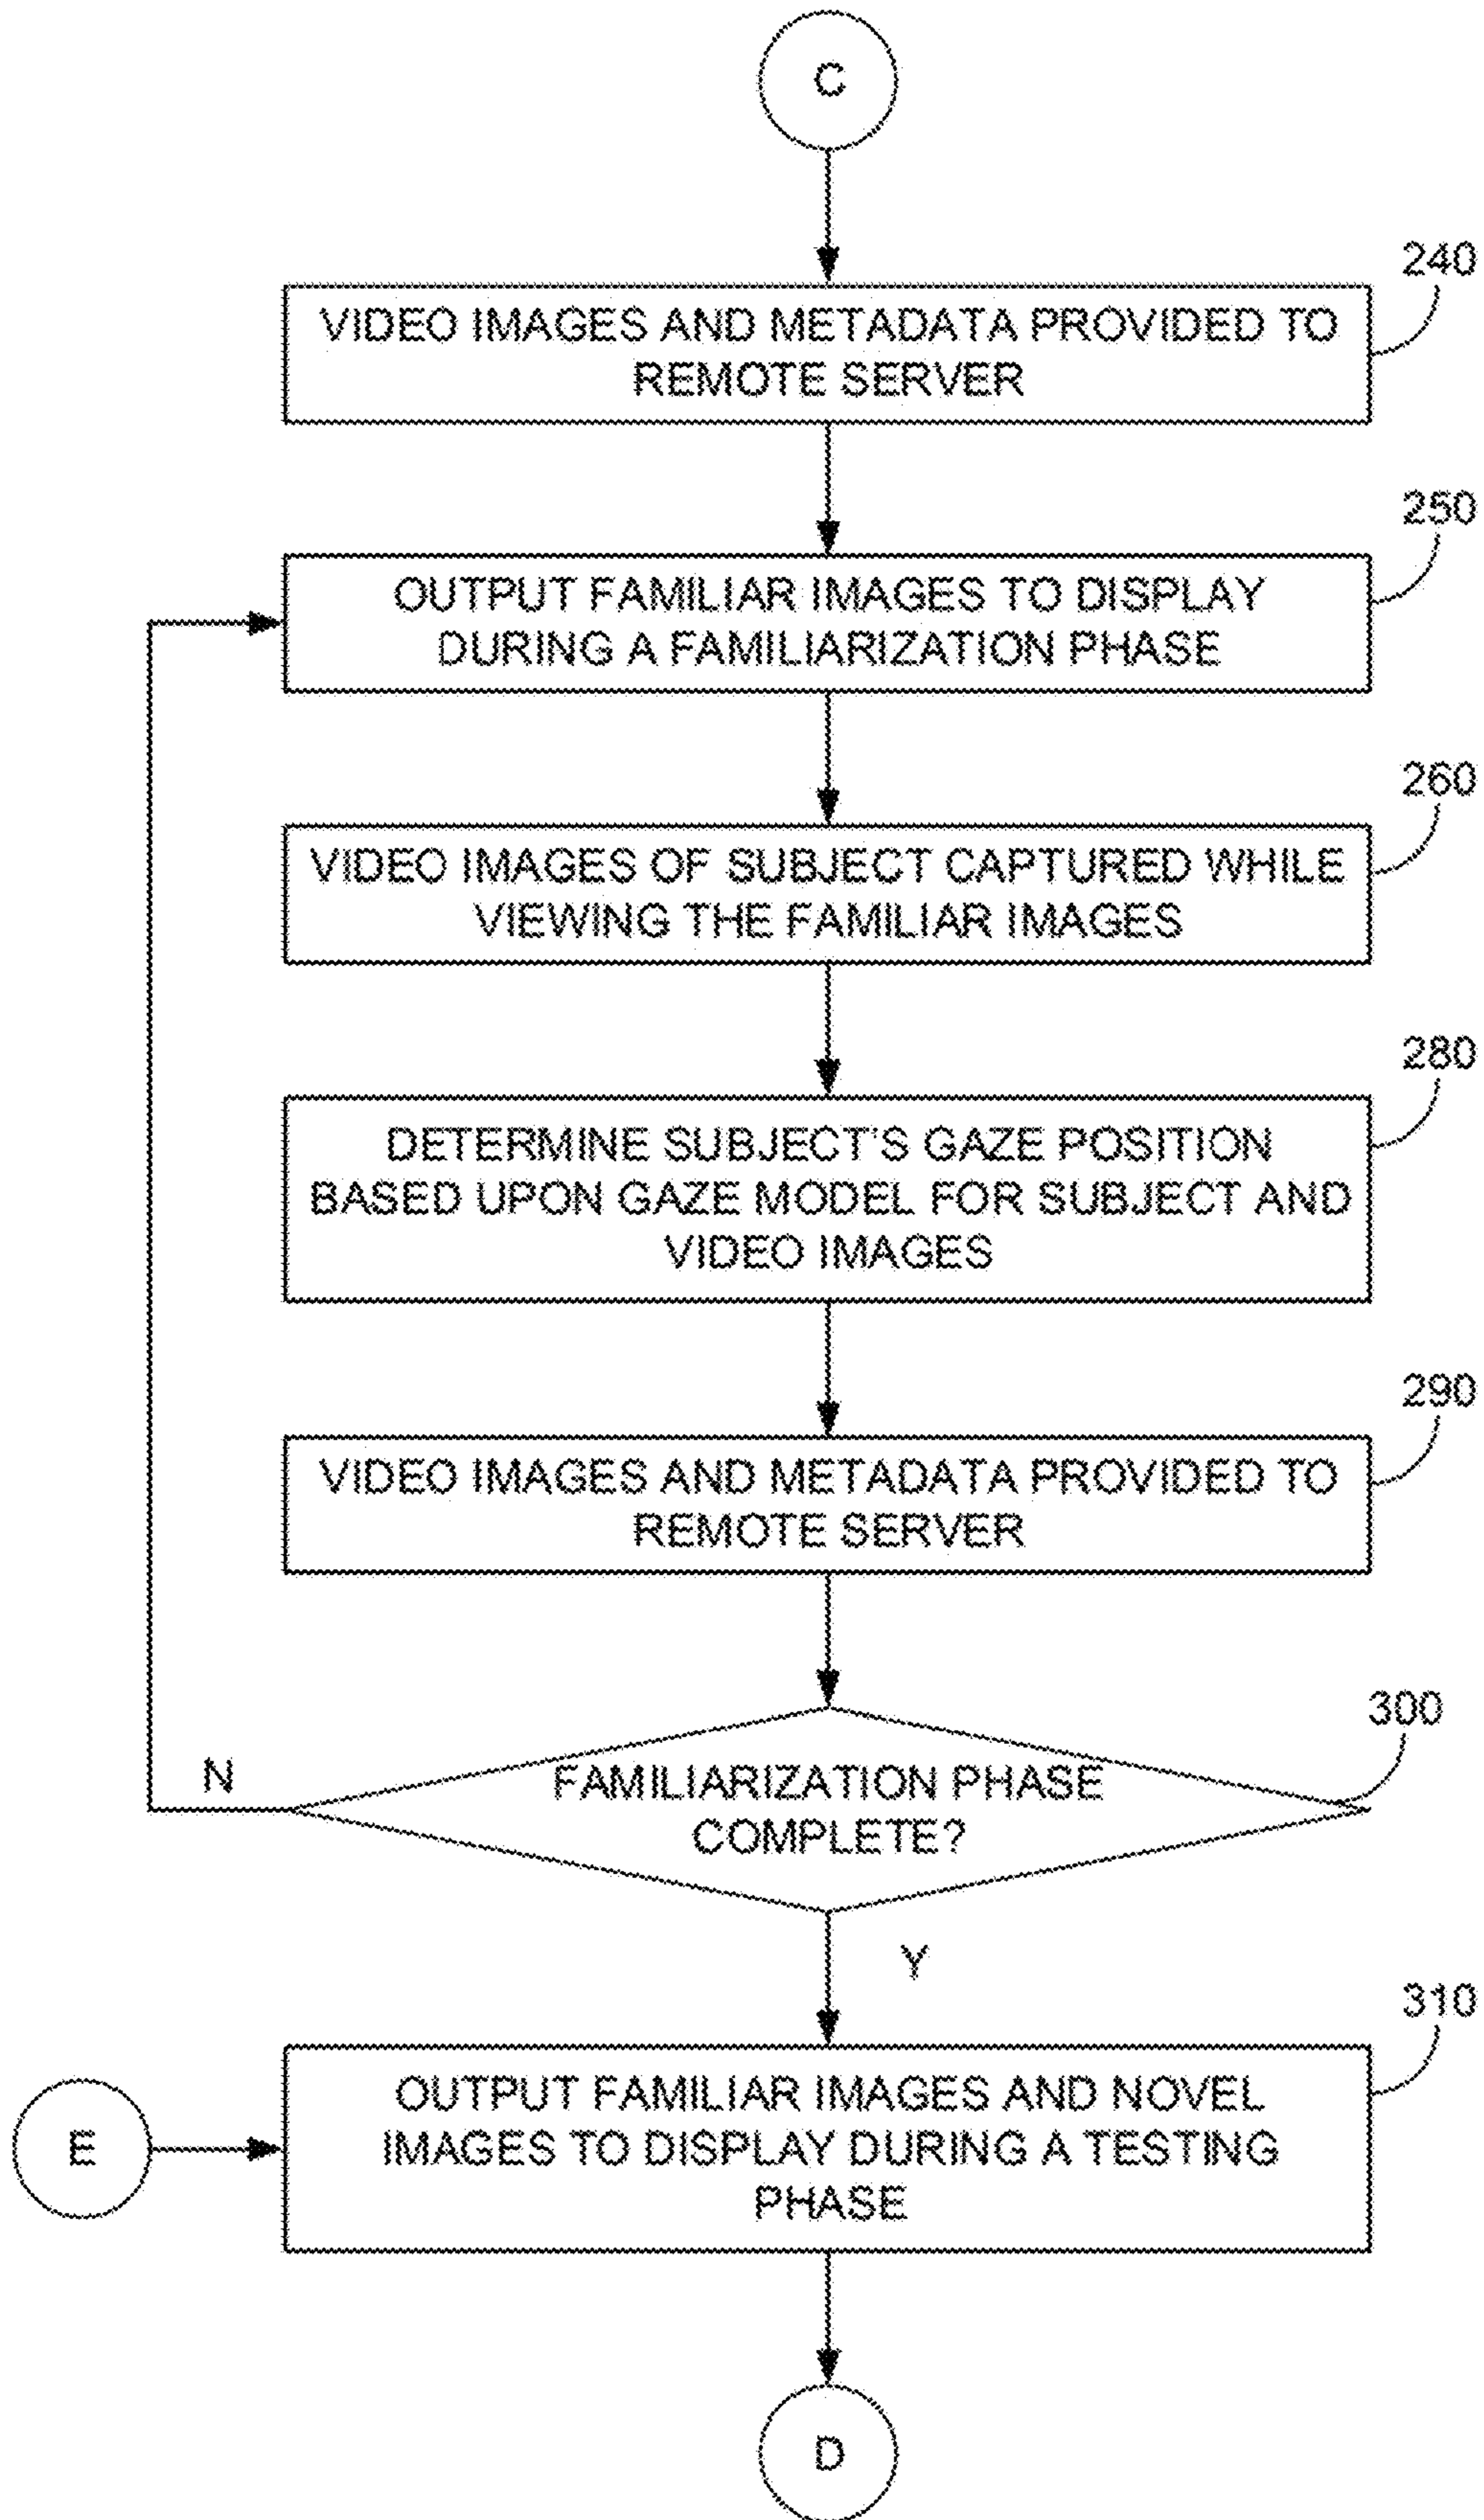 C
240
VIDEO IMAGES AND METADATA PROVIDED TO
REMOTE SERVER
250
OUTPUT FAMILIAR IMAGES TO DISPLAY
DURING A FAMILIARIZATION PHASE
260
VIDEO IMAGES OF SUBJECT CAPTURED WHILE
VIEWING THE FAMILIAR IMAGES
280
DETERMINE SUBJECT'S GAZE POSITION
BASED UPON GAZE MODEL FOR SUBJECT AND
VIDEO IMAGES
290
VIDEO IMAGES AND METADATA PROVIDED TO
REMOTE SERVER
300
N
FAMILIARIZATION PHASE
COMPLETE?
Y
310
OUTPUT FAMILIAR IMAGES AND NOVEL
IMAGES TO DISPLAY DURING A TESTING
PHASE
E
D